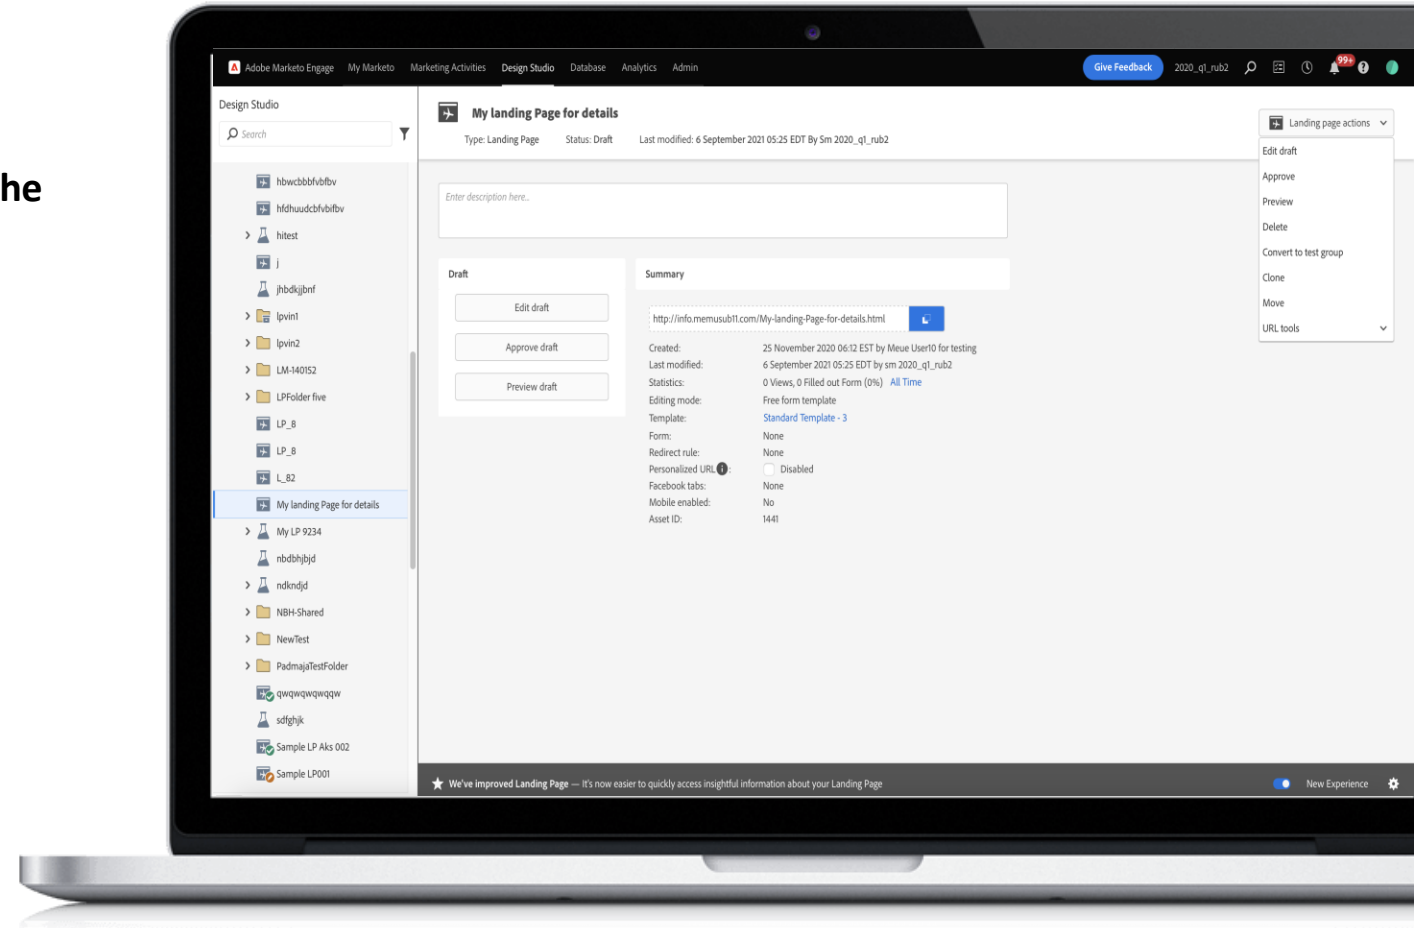 he
Adobe Marketo Engage My Marketo Marketing Activities Design Studio Database Analytics Admin Give Feedback 2020_q1_rub2 99+
Design Studio
Search
hbwcbbbfvbfbv
hfdhuudcbfvbifbv
hitest
j
jhbdkjjbnf
lpvin1
lpvin2
LM-140152
LPFolder five
LP_8
LP_8
L_82
My landing Page for details
My LP 9234
nbdbhjbjd
ndkndjd
NBH-Shared
NewTest
PadmajaTestFolder
qwqwqwqwqqw
sdfghjk
Sample LP Aks 002
Sample LP001
My landing Page for details
Type: Landing Page Status: Draft Last modified: 6 September 2021 05:25 EDT By Sm 2020_q1_rub2
Enter description here...
Draft
Edit draft
Approve draft
Preview draft
Summary
http://info.memusub11.com/My-landing-Page-for-details.html
Created: 25 November 2020 06:12 EST by Meue User10 for testing
Last modified: 6 September 2021 05:25 EDT by sm 2020_q1_rub2
Statistics: 0 Views, 0 Filled out Form (0%) All Time
Editing mode: Free form template
Template: Standard Template - 3
Form: None
Redirect rule: None
Personalized URL : Disabled
Facebook tabs: None
Mobile enabled: No
Asset ID: 1441
Landing page actions
Edit draft
Approve
Preview
Delete
Convert to test group
Clone
Move
URL tools
We've improved Landing Page — It's now easier to quickly access insightful information about your Landing Page New Experience